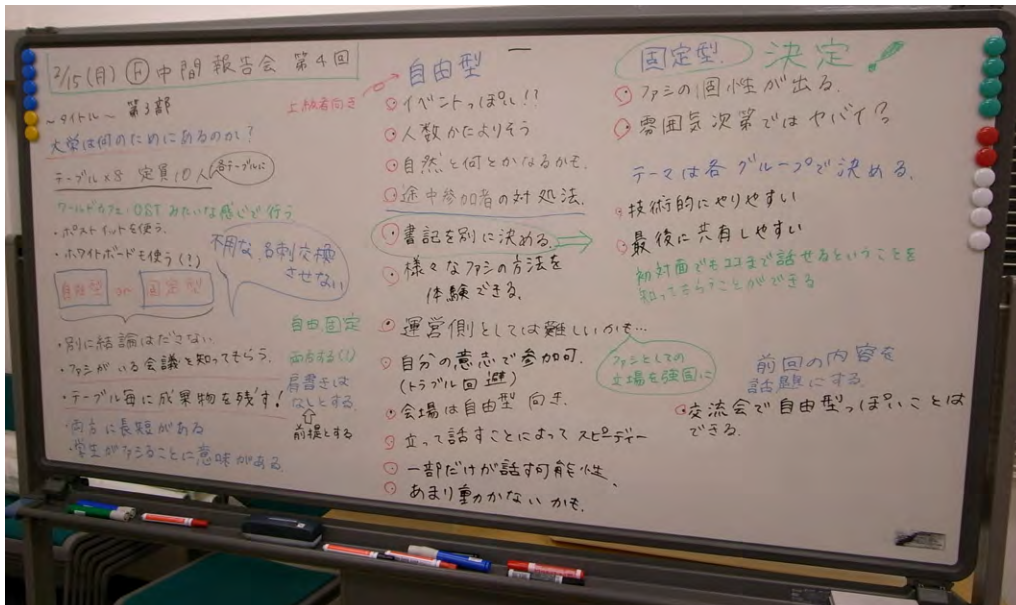 2/15(月) Ⓕ 中間報告会 第4回
～タイトル～ 第3部
大学は何のためにあるのか?
テーブル×8 定員10人 各テーブルに
ワールドカフェ・OSTみたいな感じで行う
・ポストイットを使う。
・ホワイトボードを使う(!?)
不用な名刺交換
させない
自由型 or 固定型
・別に結論はださない
・ファシがいる会議を知ってもらう。
・テーブル毎に成果物を残す!
・両方に長短がある
・学生がファシることに意味がある。
自由固定
両方する(!)
肩書きは
なしとする。
⇧
前提とする
上級者向き
自由型
イベントっぽい!?
人数かたよりそう
自然と何とかなるかも。
途中参加者の対処法。
書記を別に決める。
様々なファシの方法を
体験できる。
運営側としては難しいかも…
自分の意志で参加可.
(トラブル回避)
会場は自由型向き.
立って話すことによってスピーディー
一部だけが話す可能性、
あまり動かないかも。
固定型. 決定!
ファシの個性が出る。
雰囲気次第ではヤバイ?
テーマは各グループで決める。
技術的にやりやすい
最後に共有しやすい
初対面でもココまで話せるということを
知ってもらうことができる
ファシとしての
立場を強固に
前回の内容を
話題にする。
交流会で自由型っぽいことは
できる.